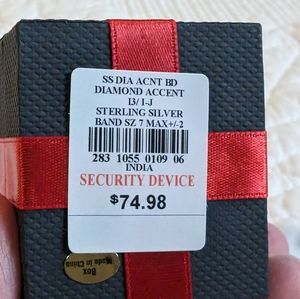 SS DIA ACNT BD
DIAMOND ACCENT
I3/ I-J
STERLING SILVER
BAND SZ 7 MAX+/-2
283 1055 0109 06
INDIA
SECURITY DEVICE
$74.98
Box
Made in China